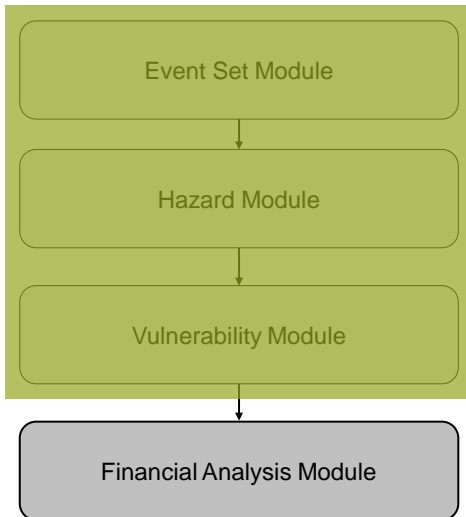 Event Set Module
Hazard Module
Vulnerability Module
Financial Analysis Module